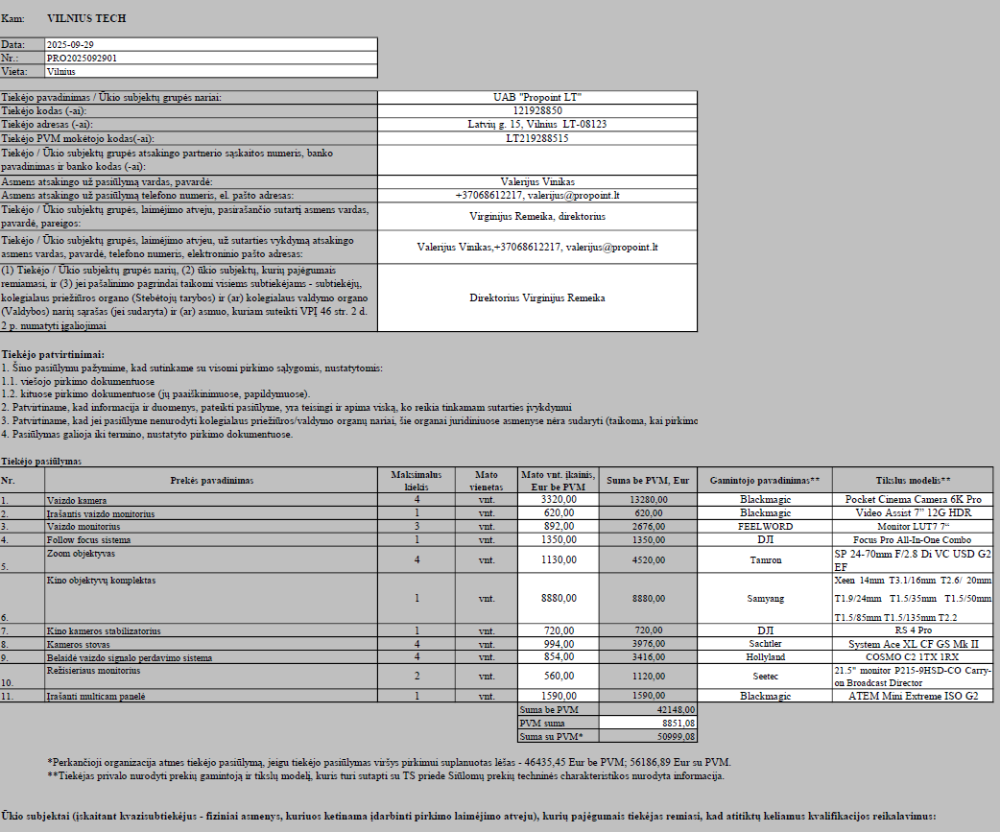 Kam: VILNIUS TECH
Data: 2025-09-29
Nr.: PRO2025092901
Vieta: Vilnius
Tiekėjo pavadinimas / Ūkio subjektų grupės nariai: UAB "Propoint LT"
Tiekėjo kodas (-ai): 121928850
Tiekėjo adresas (-ai): Latvių g. 15, Vilnius LT-08123
Tiekėjo PVM mokėtojo kodas(-ai): LT219288515
Tiekėjo / Ūkio subjektų grupės atsakingo partnerio sąskaitos numeris, banko
pavadinimas ir banko kodas (-ai):
Asmens atsakingo už pasiūlymą vardas, pavardė: Valerijus Vinikas
Asmens atsakingo už pasiūlymą telefono numeris, el. pašto adresas: +37068612217, valerijus@propoint.lt
Tiekėjo / Ūkio subjektų grupės, laimėjimo atveju, pasirašančio sutartį asmens vardas,
pavardė, pareigos: Virginijus Remeika, direktorius
Tiekėjo / Ūkio subjektų grupės, laimėjimo atvjeu, už sutarties vykdymą atsakingo
asmens vardas, pavardė, telefono numeris, elektroninio pašto adresas: Valerijus Vinikas,+37068612217, valerijus@propoint.lt
(1) Tiekėjo / Ūkio subjektų grupės narių, (2) ūkio subjektų, kurių pajėgumais
remiamasi, ir (3) jei pašalinimo pagrindai taikomi visiems subtiekėjams - subtiekėjų,
kolegialaus priežiūros organo (Stebėtojų tarybos) ir (ar) kolegialaus valdymo organo
(Valdybos) narių sąrašas (jei sudaryta) ir (ar) asmuo, kuriam suteikti VPĮ 46 str. 2 d.
2 p. numatyti įgaliojimai
Direktorius Virginijus Remeika
Tiekėjo patvirtinimai:
1. Šiuo pasiūlymu pažymime, kad sutinkame su visomi pirkimo sąlygomis, nustatytomis:
1.1. viešojo pirkimo dokumentuose
1.2. kituose pirkimo dokumentuose (jų paaiškinimuose, papildymuose).
2. Patvirtiname, kad informacija ir duomenys, pateikti pasiūlyme, yra teisingi ir apima viską, ko reikia tinkamam sutarties įvykdymui
3. Patvirtiname, kad jei pasiūlyme nenurodyti kolegialaus priežiūros/valdymo organų nariai, šie organai juridiniuose asmenyse nėra sudaryti (taikoma, kai pirkimo
4. Pasiūlymas galioja iki termino, nustatyto pirkimo dokumentuose.
Tiekėjo pasiūlymas
Nr. Prekės pavadinimas Maksimalus kiekis Mato vienetas Mato vnt. įkainis, Eur be PVM Suma be PVM, Eur Gamintojo pavadinimas** Tikslus modelis**
1. Vaizdo kamera 4 vnt. 3320,00 13280,00 Blackmagic Pocket Cinema Camera 6K Pro
2. Įrašantis vaizdo monitorius 1 vnt. 620,00 620,00 Blackmagic Video Assist 7” 12G HDR
3. Vaizdo monitorius 3 vnt. 892,00 2676,00 FEELWORD Monitor LUT7 7“
4. Follow focus sistema 1 vnt. 1350,00 1350,00 DJI Focus Pro All-In-One Combo
5. Zoom objektyvas 4 vnt. 1130,00 4520,00 Tamron SP 24-70mm F/2.8 Di VC USD G2
EF
6. Kino objektyvų komplektas 1 vnt. 8880,00 8880,00 Samyang Xeen 14mm T3.1/16mm T2.6/ 20mm
T1.9/24mm T1.5/35mm T1.5/50mm
T1.5/85mm T1.5/135mm T2.2
7. Kino kameros stabilizatorius 1 vnt. 720,00 720,00 DJI RS 4 Pro
8. Kameros stovas 4 vnt. 994,00 3976,00 Sachtler System Ace XL CF GS Mk II
9. Belaidė vaizdo signalo perdavimo sistema 4 vnt. 854,00 3416,00 Hollyland COSMO C2 1TX 1RX
10. Režisieriaus monitorius 2 vnt. 560,00 1120,00 Seetec 21.5" monitor P215-9HSD-CO Carry-
on Broadcast Director
11. Įrašanti multicam panelė 1 vnt. 1590,00 1590,00 Blackmagic ATEM Mini Extreme ISO G2
Suma be PVM 42148,00
PVM suma 8851,08
Suma su PVM* 50999,08
*Perkančioji organizacija atmes tiekėjo pasiūlymą, jeigu tiekėjo pasiūlymas viršys pirkimui suplanuotas lėšas - 46435,45 Eur be PVM; 56186,89 Eur su PVM.
**Tiekėjas privalo nurodyti prekių gamintoją ir tikslų modelį, kuris turi sutapti su TS priede Siūlomų prekių techninės charakteristikos nurodyta informacija.
Ūkio subjektai (įskaitant kvazisubtiekėjus - fiziniai asmenys, kuriuos ketinama įdarbinti pirkimo laimėjimo atveju), kurių pajėgumais tiekėjas remiasi, kad atitiktų keliamus kvalifikacijos reikalavimus: